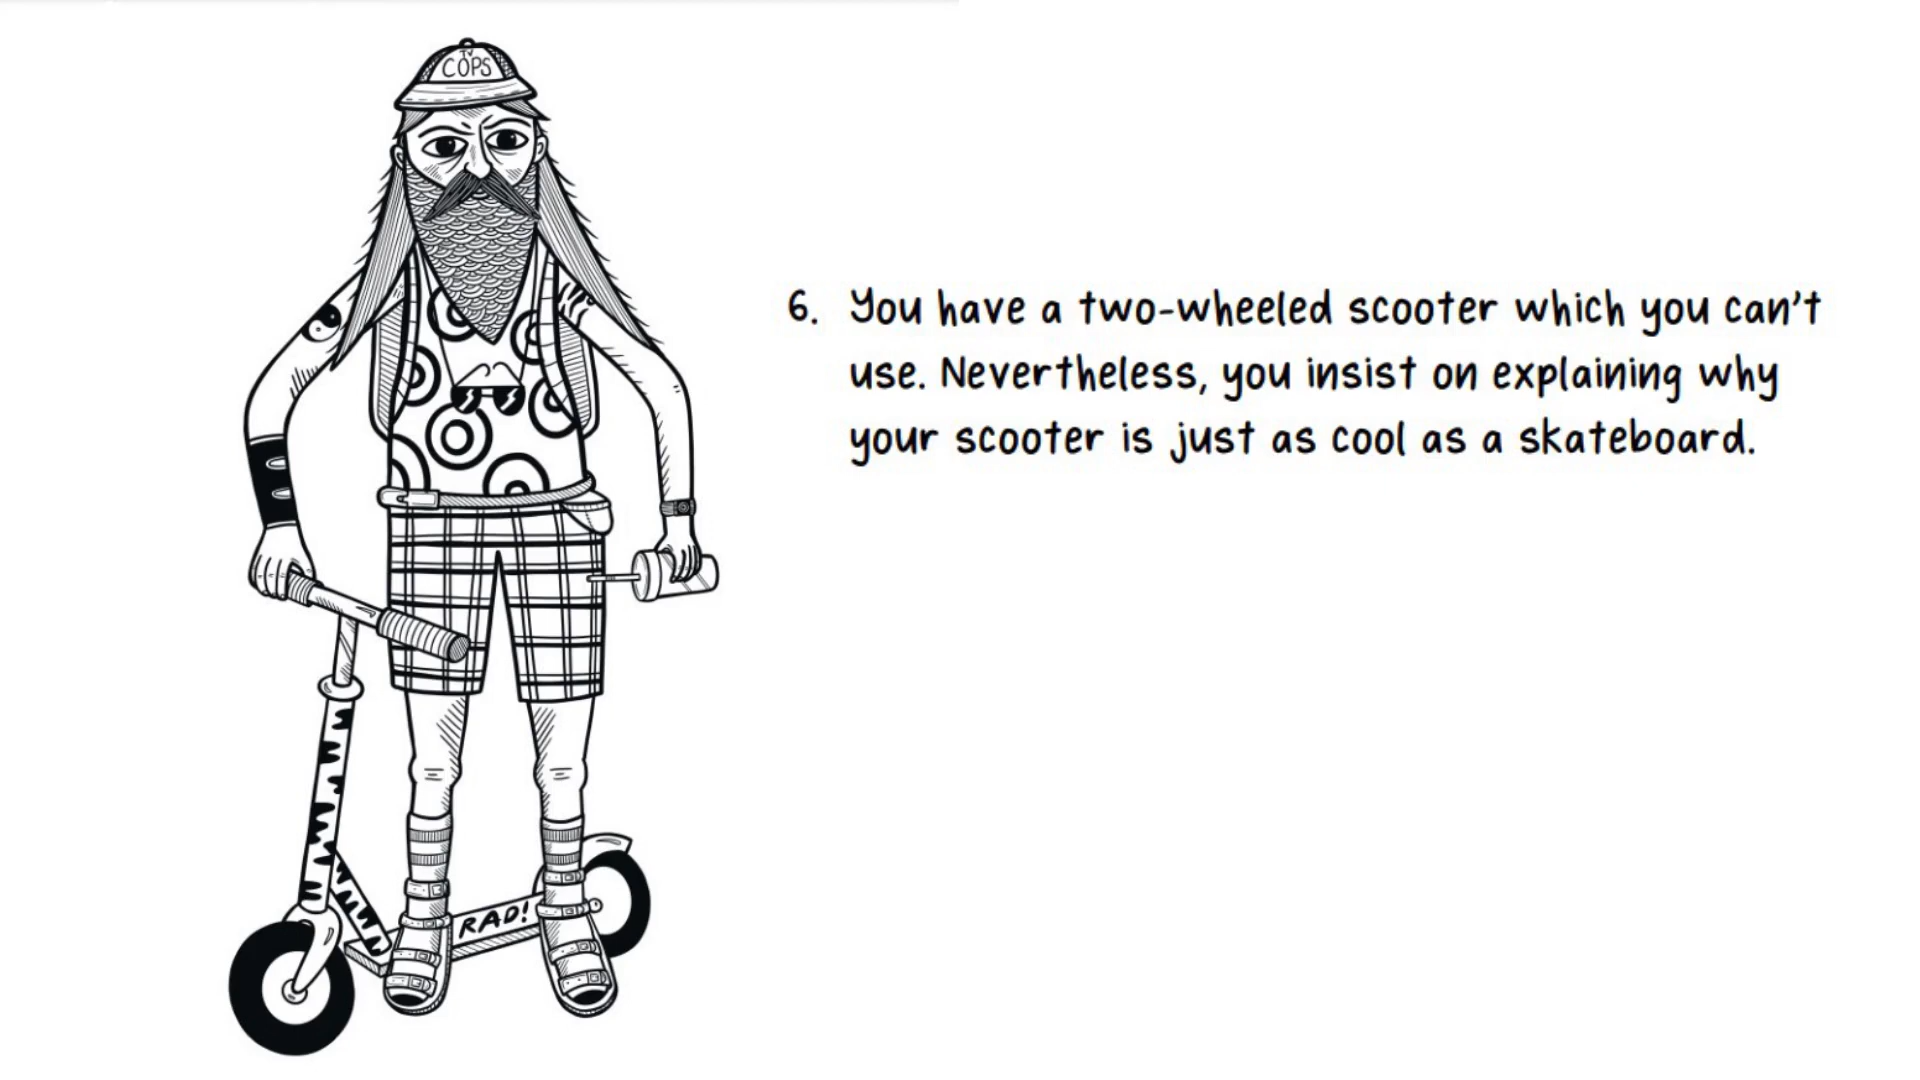 TV
COPS
6. You have a two-wheeled scooter which you can't
use. Nevertheless, you insist on explaining why
your scooter is just as cool as a skateboard.
RAD!